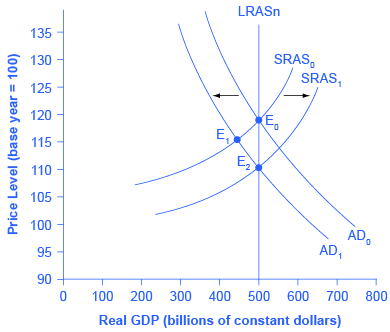 LRASn
135
130
125
120
115
110
105
100
95
90
Price Level (base year = 100)
SRAS₀
SRAS₁
E₀
E₁
E₂
AD₀
AD₁
0 100 200 300 400 500 600 700 800
Real GDP (billions of constant dollars)